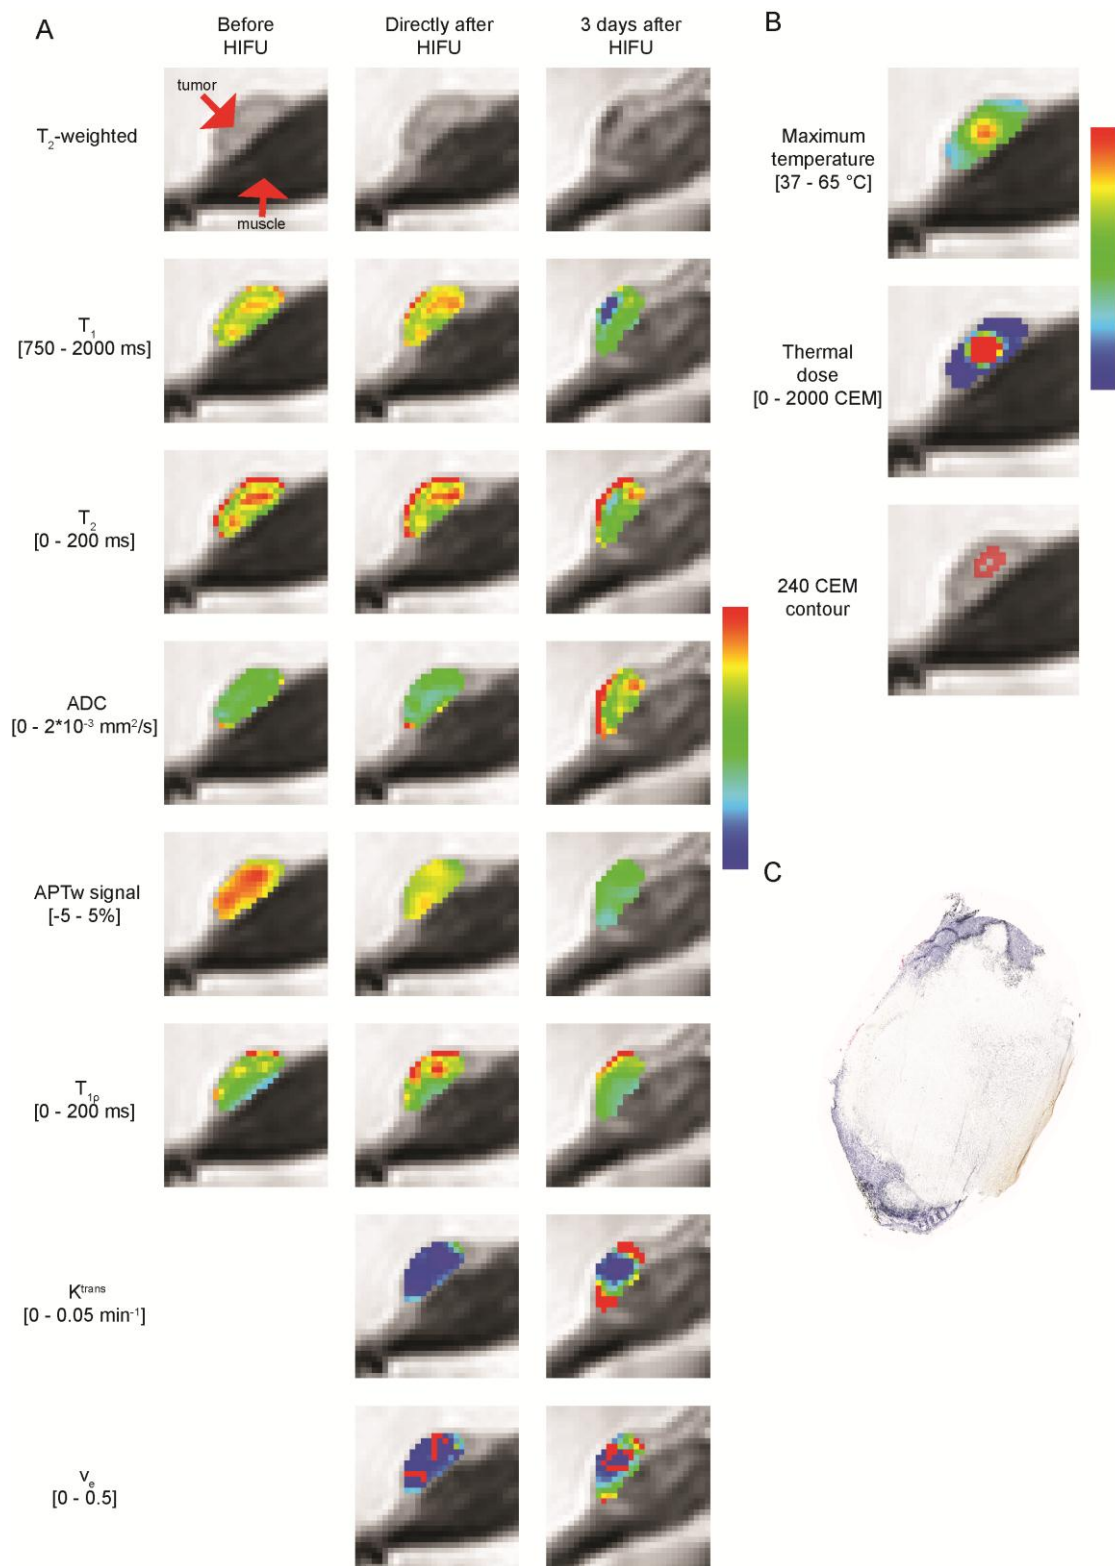 A
Before
HIFU
Directly after
HIFU
3 days after
HIFU
T₂-weighted
tumor
muscle
T₁
[750 - 2000 ms]
T₂
[0 - 200 ms]
ADC
[0 - 2*10⁻³ mm²/s]
APTw signal
[-5 - 5%]
T₁ρ
[0 - 200 ms]
Kᵗʳᵃⁿˢ
[0 - 0.05 min⁻¹]
vₑ
[0 - 0.5]
B
Maximum
temperature
[37 - 65 °C]
Thermal
dose
[0 - 2000 CEM]
240 CEM
contour
C